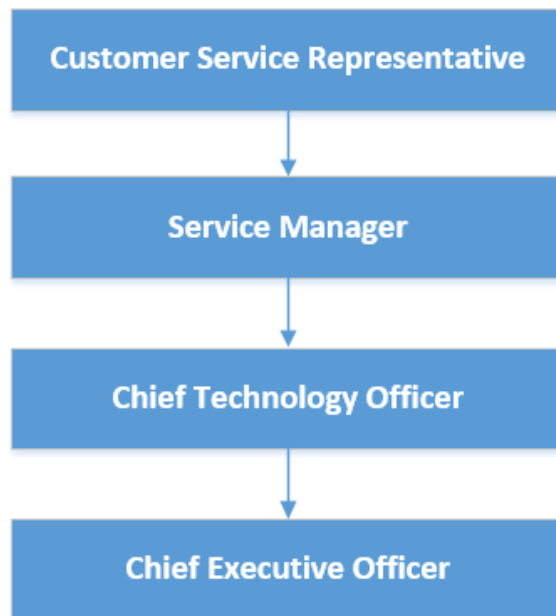 Customer Service Representative
Service Manager
Chief Technology Officer
Chief Executive Officer